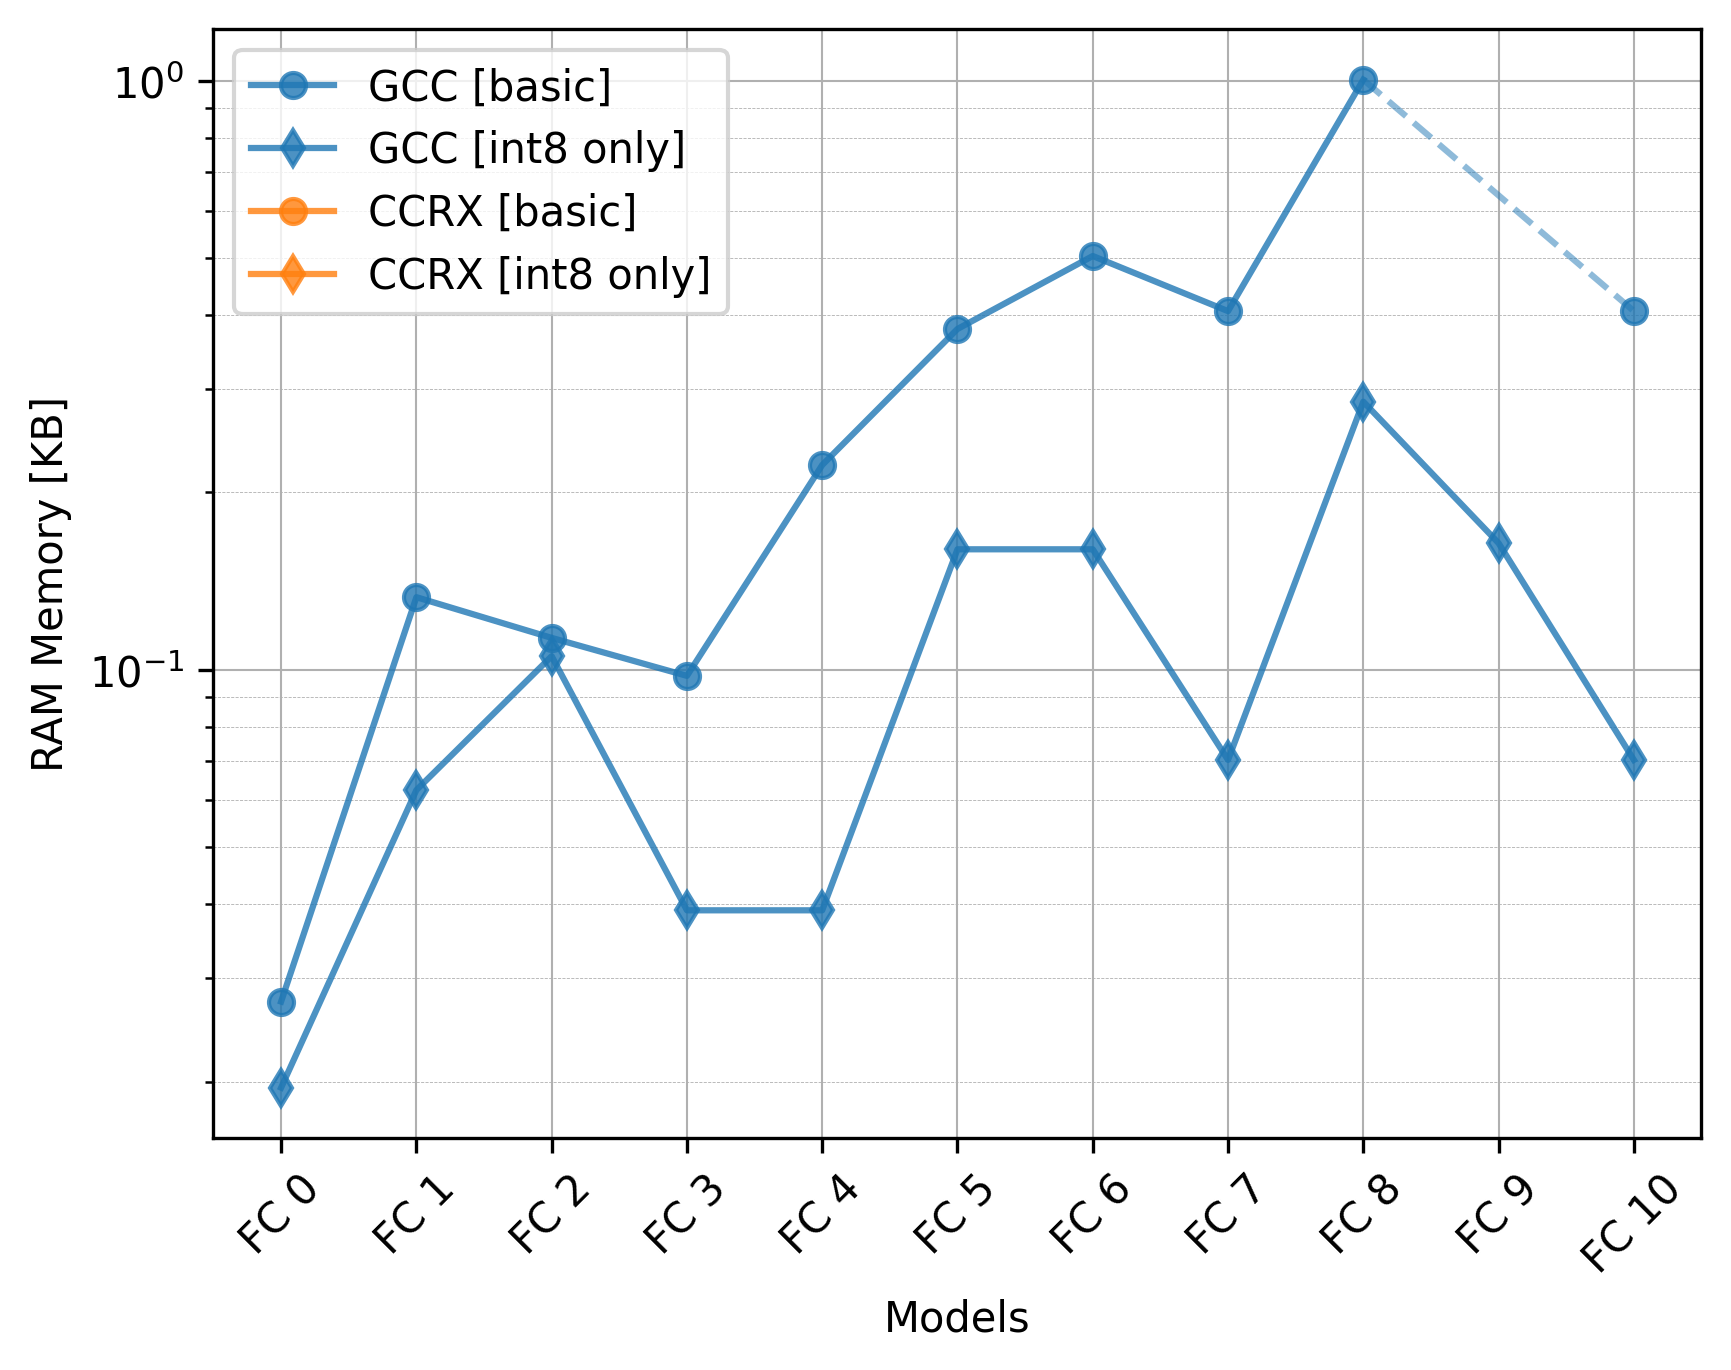 GCC [basic]
GCC [int8 only]
CCRX [basic]
CCRX [int8 only]
10⁰
10⁻¹
RAM Memory [KB]
FC 0
FC 1
FC 2
FC 3
FC 4
FC 5
FC 6
FC 7
FC 8
FC 9
FC 10
Models